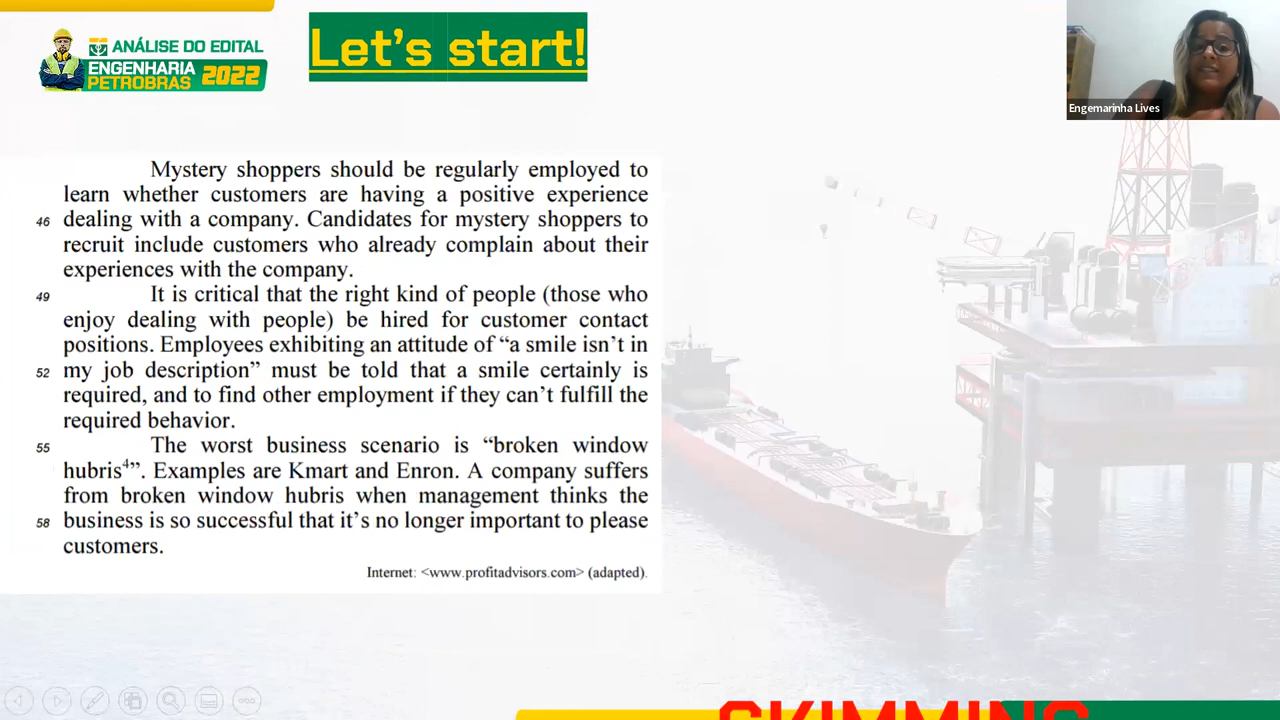 ANÁLISE DO EDITAL
ENGENHARIA
PETROBRAS 2022
Let's start!
Engemarinha Lives
Mystery shoppers should be regularly employed to
learn whether customers are having a positive experience
46 dealing with a company. Candidates for mystery shoppers to
recruit include customers who already complain about their
experiences with the company.
49 It is critical that the right kind of people (those who
enjoy dealing with people) be hired for customer contact
positions. Employees exhibiting an attitude of “a smile isn’t in
52 my job description” must be told that a smile certainly is
required, and to find other employment if they can’t fulfill the
required behavior.
55 The worst business scenario is “broken window
hubris⁴”. Examples are Kmart and Enron. A company suffers
from broken window hubris when management thinks the
58 business is so successful that it’s no longer important to please
customers.
Internet: <www.profitadvisors.com> (adapted).
SKIMMING